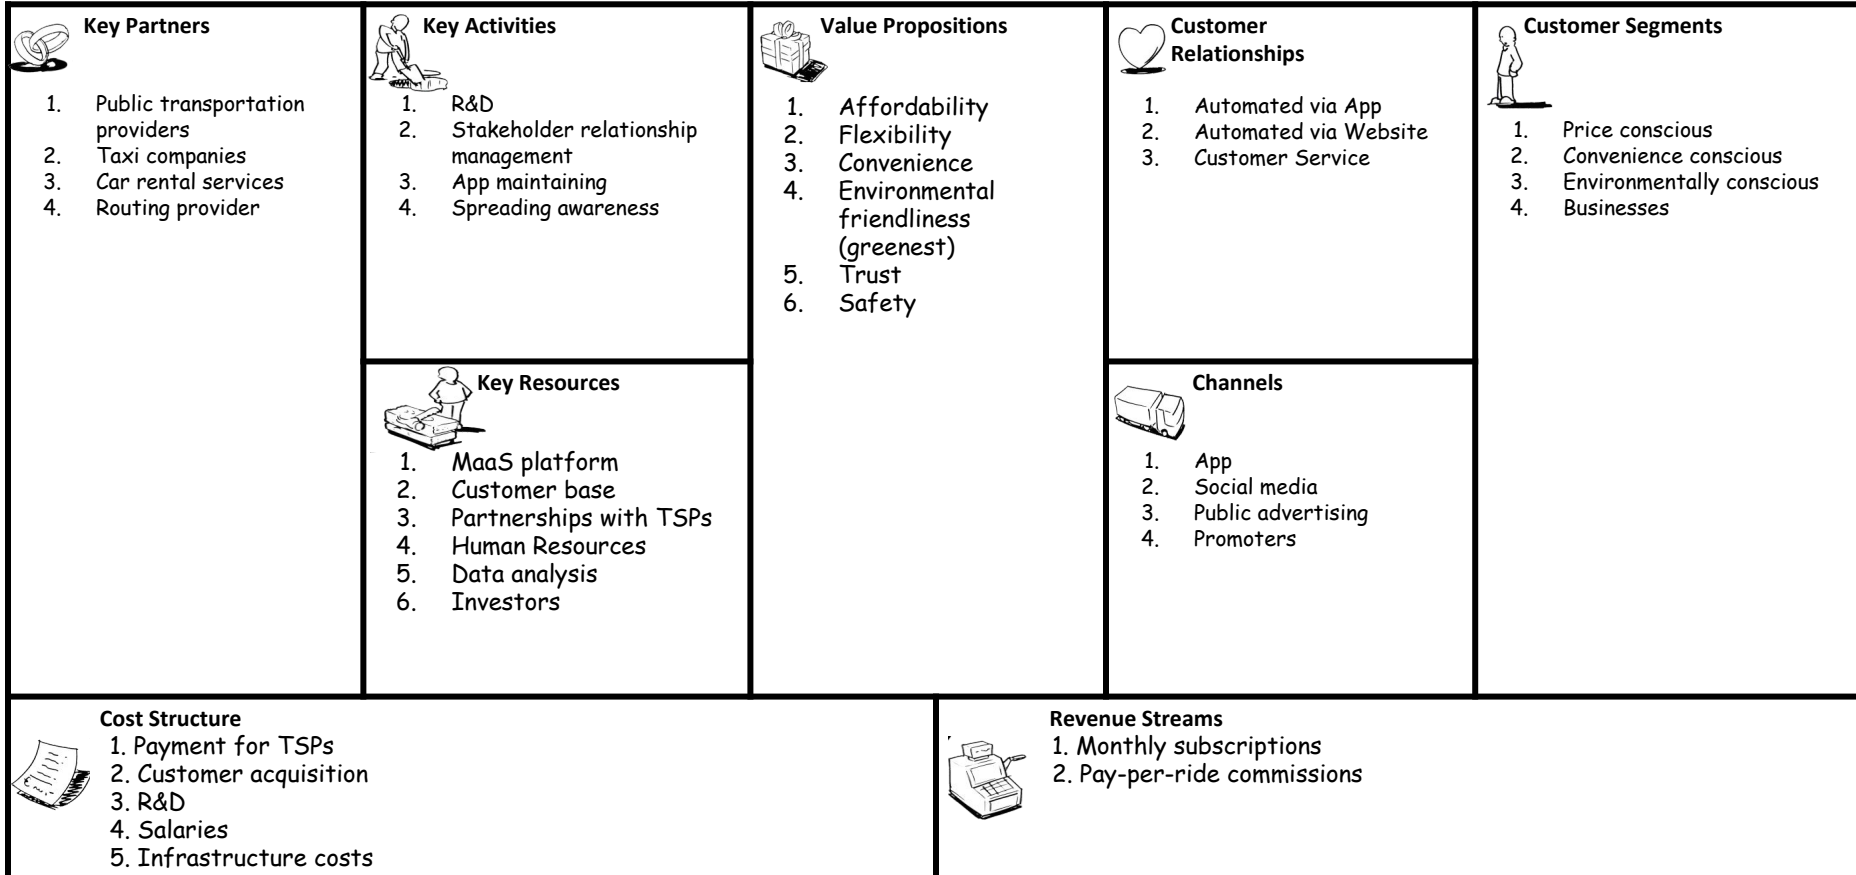 Key Partners
1. Public transportation
providers
2. Taxi companies
3. Car rental services
4. Routing provider
Key Activities
1. R&D
2. Stakeholder relationship
management
3. App maintaining
4. Spreading awareness
Key Resources
1. MaaS platform
2. Customer base
3. Partnerships with TSPs
4. Human Resources
5. Data analysis
6. Investors
Value Propositions
1. Affordability
2. Flexibility
3. Convenience
4. Environmental
friendliness
(greenest)
5. Trust
6. Safety
Customer
Relationships
1. Automated via App
2. Automated via Website
3. Customer Service
Channels
1. App
2. Social media
3. Public advertising
4. Promoters
Customer Segments
1. Price conscious
2. Convenience conscious
3. Environmentally conscious
4. Businesses
Cost Structure
1. Payment for TSPs
2. Customer acquisition
3. R&D
4. Salaries
5. Infrastructure costs
Revenue Streams
1. Monthly subscriptions
2. Pay-per-ride commissions